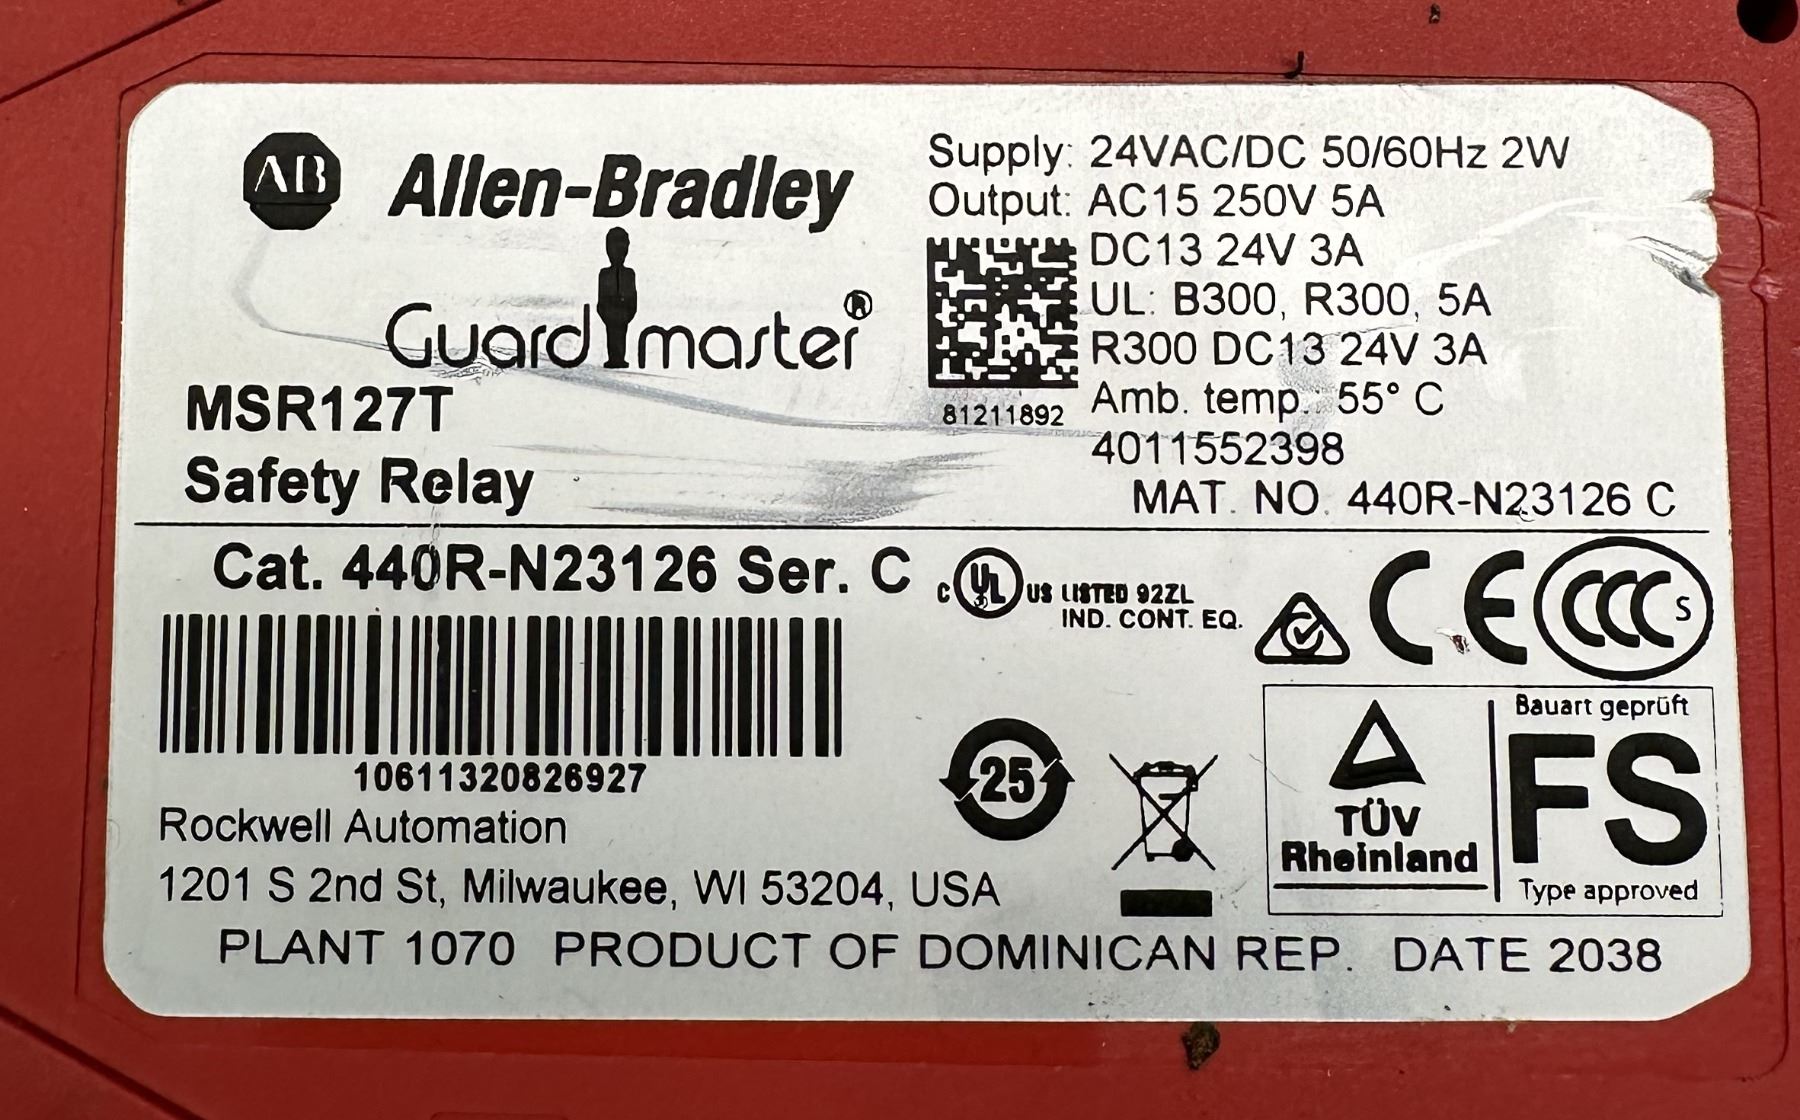 AB Allen-Bradley
Guardmaster®
MSR127T
Safety Relay
Supply: 24VAC/DC 50/60Hz 2W
Output: AC15 250V 5A
DC13 24V 3A
UL: B300, R300, 5A
R300 DC13 24V 3A
Amb. temp.: 55° C
81211892
4011552398
MAT. NO. 440R-N23126 C
Cat. 440R-N23126 Ser. C
C UL US LISTED 92ZL
IND. CONT. EQ.
CE
CCC S
10611320826927
25
TÜV
Rheinland
Bauart geprüft
FS
Type approved
Rockwell Automation
1201 S 2nd St, Milwaukee, WI 53204, USA
PLANT 1070 PRODUCT OF DOMINICAN REP. DATE 2038